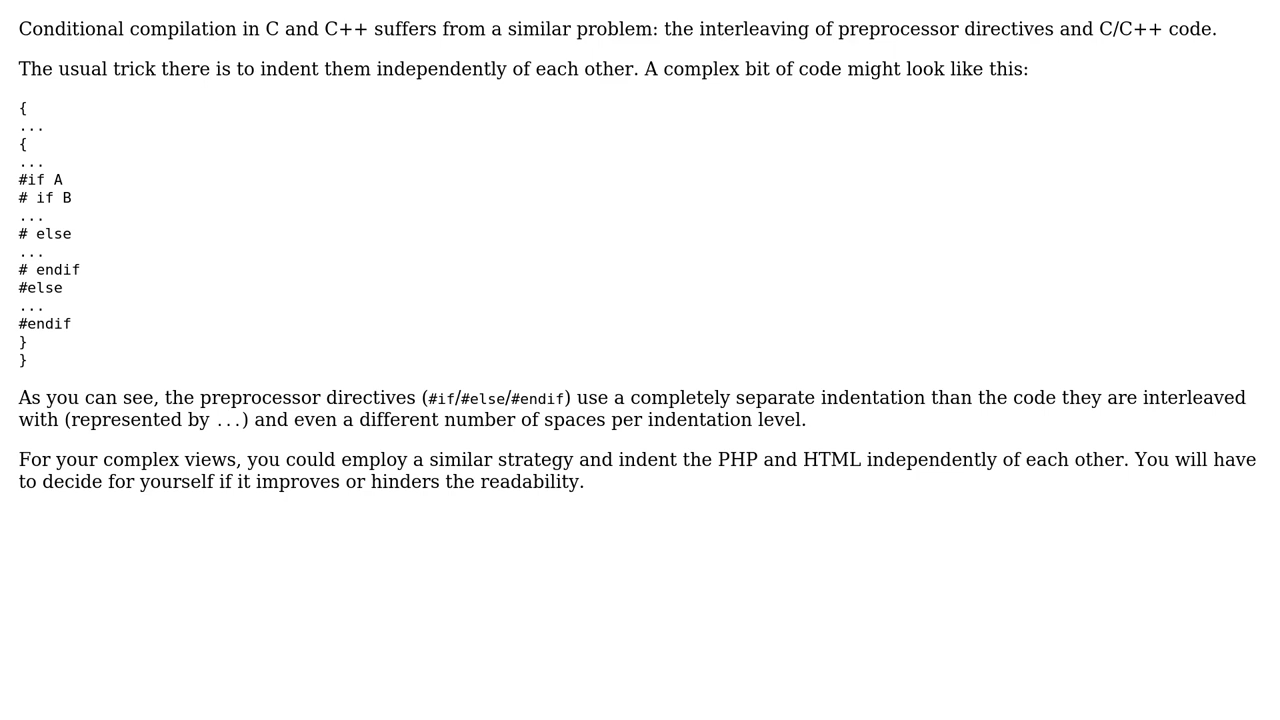 Conditional compilation in C and C++ suffers from a similar problem: the interleaving of preprocessor directives and C/C++ code.
The usual trick there is to indent them independently of each other. A complex bit of code might look like this:
{
...
{
...
#if A
# if B
...
# else
...
# endif
#else
...
#endif
}
}
As you can see, the preprocessor directives (#if/#else/#endif) use a completely separate indentation than the code they are interleaved
with (represented by ...) and even a different number of spaces per indentation level.
For your complex views, you could employ a similar strategy and indent the PHP and HTML independently of each other. You will have
to decide for yourself if it improves or hinders the readability.